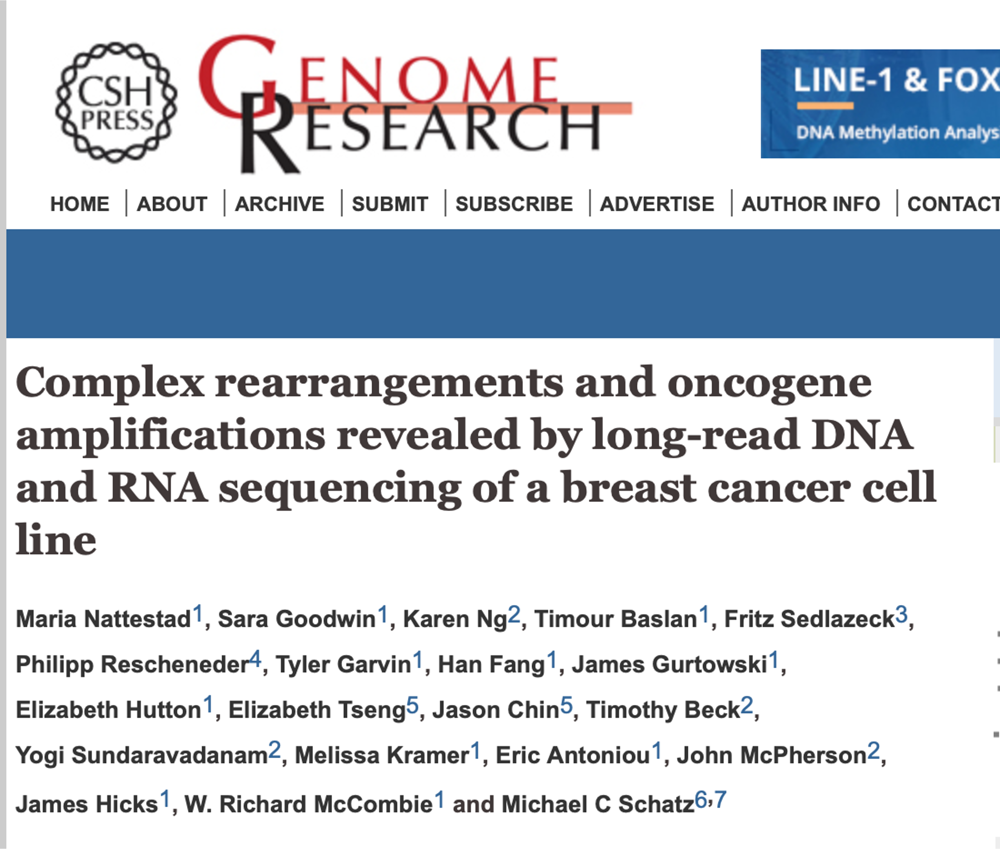 CSH
PRESS
GENOME
RESEARCH
LINE-1 & FOX
DNA Methylation Analys
HOME ABOUT ARCHIVE SUBMIT SUBSCRIBE ADVERTISE AUTHOR INFO CONTACT
Complex rearrangements and oncogene
amplifications revealed by long-read DNA
and RNA sequencing of a breast cancer cell
line
Maria Nattestad1, Sara Goodwin1, Karen Ng2, Timour Baslan1, Fritz Sedlazeck3,
Philipp Rescheneder4, Tyler Garvin1, Han Fang1, James Gurtowski1,
Elizabeth Hutton1, Elizabeth Tseng5, Jason Chin5, Timothy Beck2,
Yogi Sundaravadanam2, Melissa Kramer1, Eric Antoniou1, John McPherson2,
James Hicks1, W. Richard McCombie1 and Michael C Schatz6,7